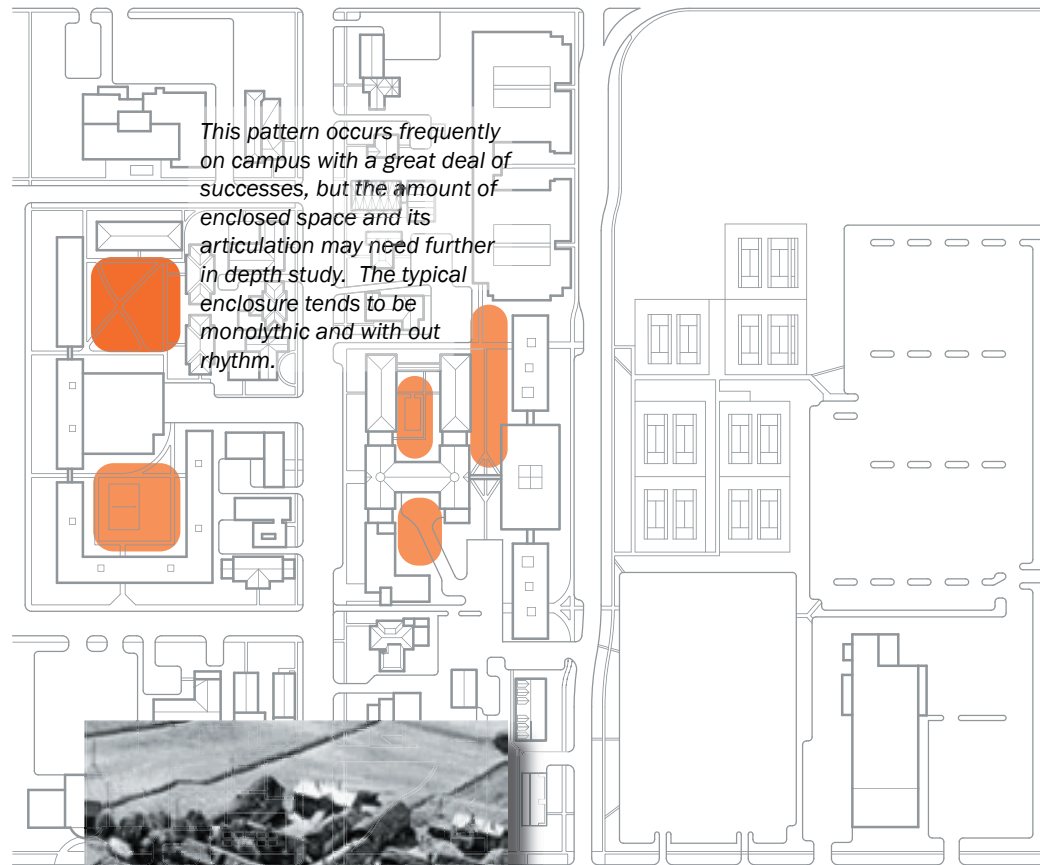 This pattern occurs frequently
on campus with a great deal of
successes, but the amount of
enclosed space and its
articulation may need further
in depth study.  The typical
enclosure tends to be
monolythic and with out
rhythm.